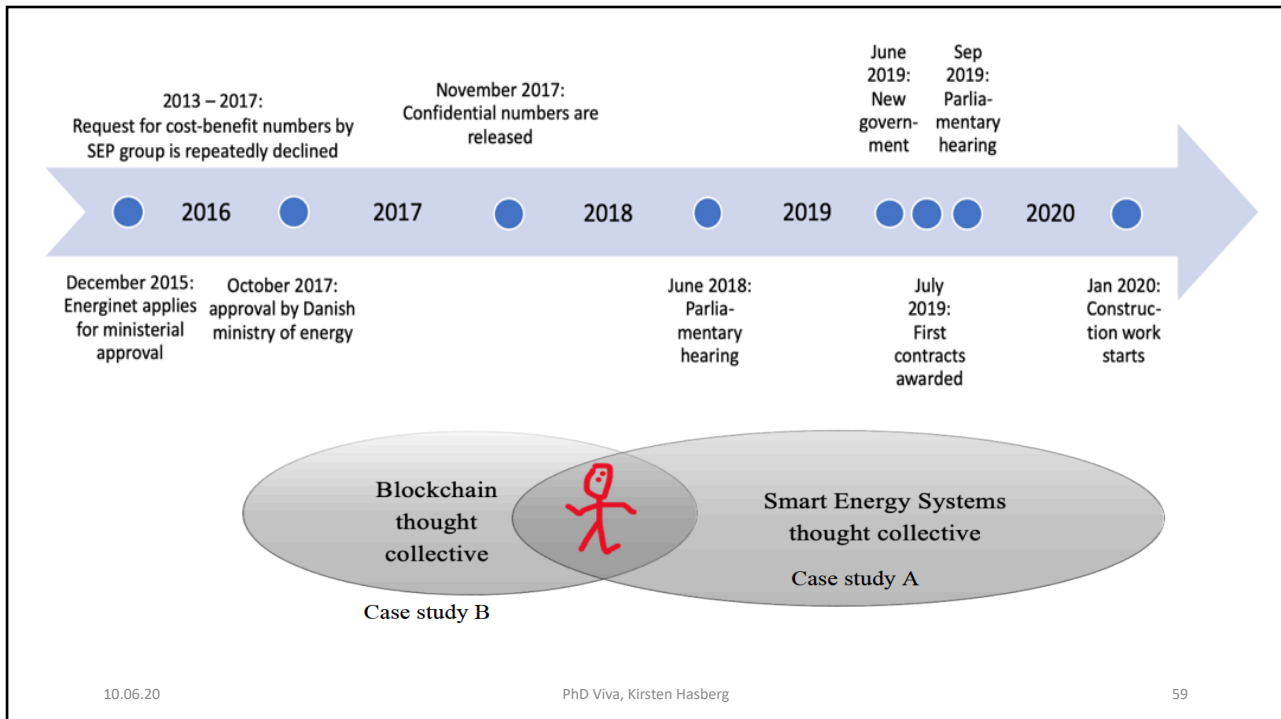 2013 – 2017:
Request for cost-benefit numbers by
SEP group is repeatedly declined
November 2017:
Confidential numbers are
released
June
2019:
New
govern-
ment
Sep
2019:
Parlia-
mentary
hearing
2016
2017
2018
2019
2020
December 2015:
Energinet applies
for ministerial
approval
October 2017:
approval by Danish
ministry of energy
June 2018:
Parlia-
mentary
hearing
July
2019:
First
contracts
awarded
Jan 2020:
Construc-
tion work
starts
Blockchain
thought
collective
Case study B
Smart Energy Systems
thought collective
Case study A
10.06.20
PhD Viva, Kirsten Hasberg
59